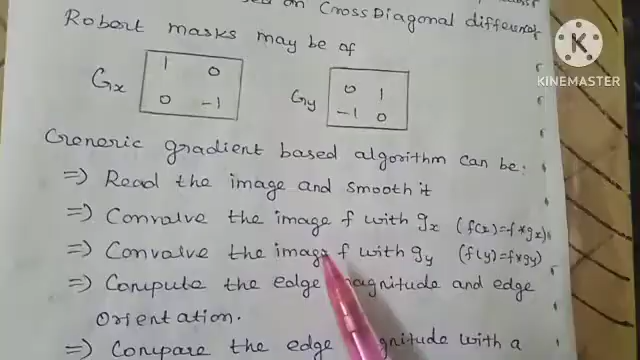 on Cross Diagonal differen
Robert masks may be of
Gx
1 0
0 -1
Gy
0 1
-1 0
KINEMASTER
Generic gradient based algorithm can be:
=) Read the image and smooth it
=) Convolve the image f with gx (f(x)=f*gx)
=) Convolve the image f with gy (f(y)=f*gy)
=) Compute the edge magnitude and edge
Orientation.
=) Compare the edge magnitude with a